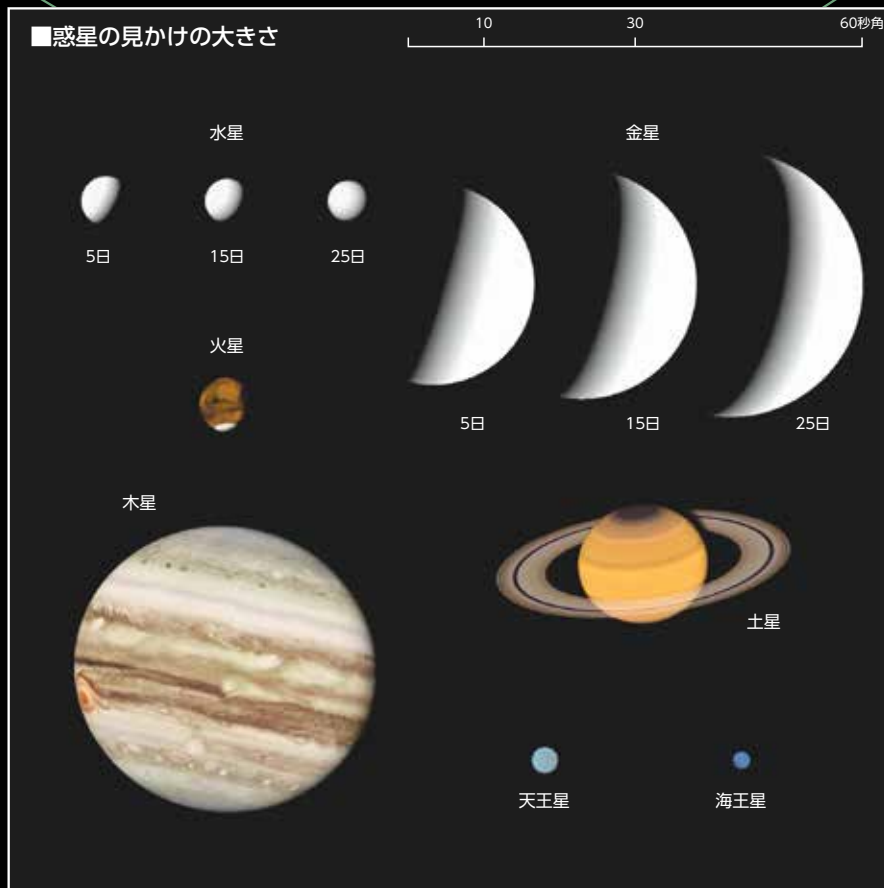 ■惑星の見かけの大きさ
10 30 60秒角
水星
5日 15日 25日
金星
5日 15日 25日
火星
木星
土星
天王星
海王星